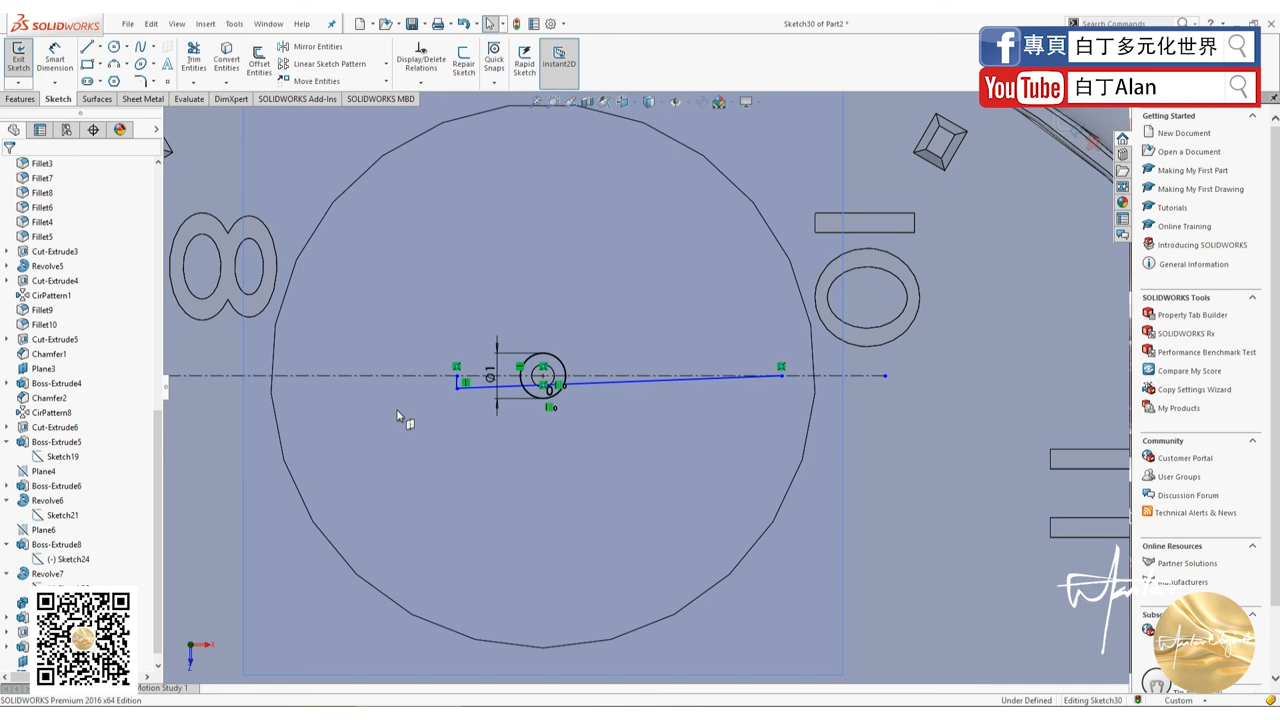 SOLIDWORKS
File Edit View Insert Tools Window Help
Sketch30 of Part2 *
Search Commands
Exit Sketch
Smart Dimension
Trim Entities
Convert Entities
Offset Entities
Mirror Entities
Linear Sketch Pattern
Move Entities
Display/Delete Relations
Repair Sketch
Quick Snaps
Rapid Sketch
Instant2D
f 專頁 白丁多元化世界
YouTube 白丁Alan
Features Sketch Surfaces Sheet Metal Evaluate DimXpert SOLIDWORKS Add-Ins SOLIDWORKS MBD
Fillet3
Fillet7
Fillet8
Fillet6
Fillet4
Fillet5
Cut-Extrude3
Revolve5
Cut-Extrude4
CirPattern1
Fillet9
Fillet10
Cut-Extrude5
Chamfer1
Plane3
Boss-Extrude4
Chamfer2
CirPattern8
Cut-Extrude6
Boss-Extrude5
Sketch19
Plane4
Boss-Extrude6
Revolve6
Sketch21
Plane6
Boss-Extrude8
(-) Sketch24
Revolve7
Ø1
0
X
Z
Getting Started
New Document
Open a Document
Making My First Part
Making My First Drawing
Tutorials
Online Training
Introducing SOLIDWORKS
General Information
SOLIDWORKS Tools
Property Tab Builder
SOLIDWORKS Rx
Performance Benchmark Test
Compare My Score
Copy Settings Wizard
My Products
Community
Customer Portal
User Groups
Discussion Forum
Technical Alerts & News
Online Resources
Partner Solutions
Manufacturers
Motion Study 1
SOLIDWORKS Premium 2016 x64 Edition
Under Defined Editing Sketch30 Custom